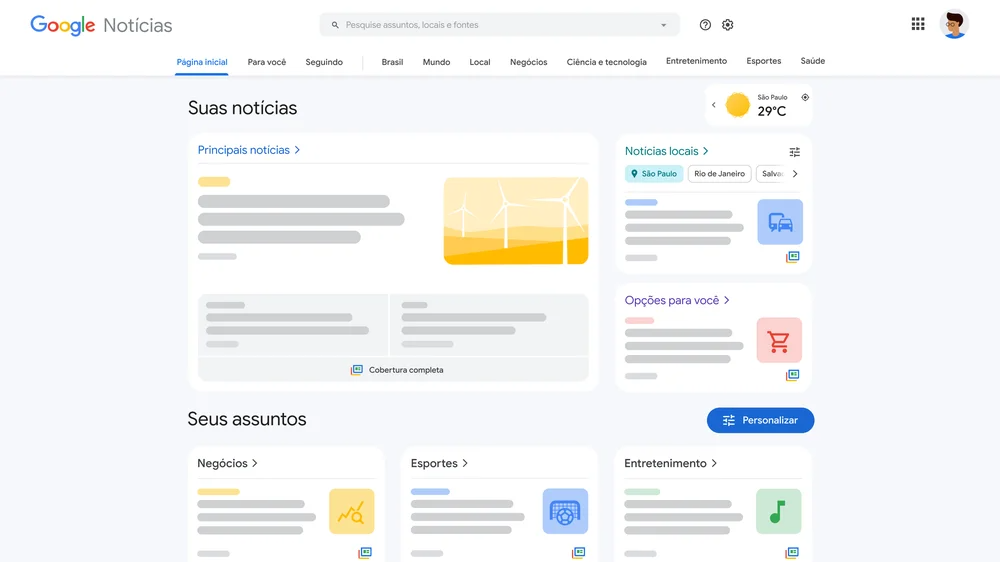 Google Notícias
Pesquise assuntos, locais e fontes
Página inicial
Para você
Seguindo
Brasil
Mundo
Local
Negócios
Ciência e tecnologia
Entretenimento
Esportes
Saúde
Suas notícias
São Paulo
29°C
Principais notícias
Cobertura completa
Notícias locais
São Paulo
Rio de Janeiro
Salvad
Opções para você
Seus assuntos
Personalizar
Negócios
Esportes
Entretenimento